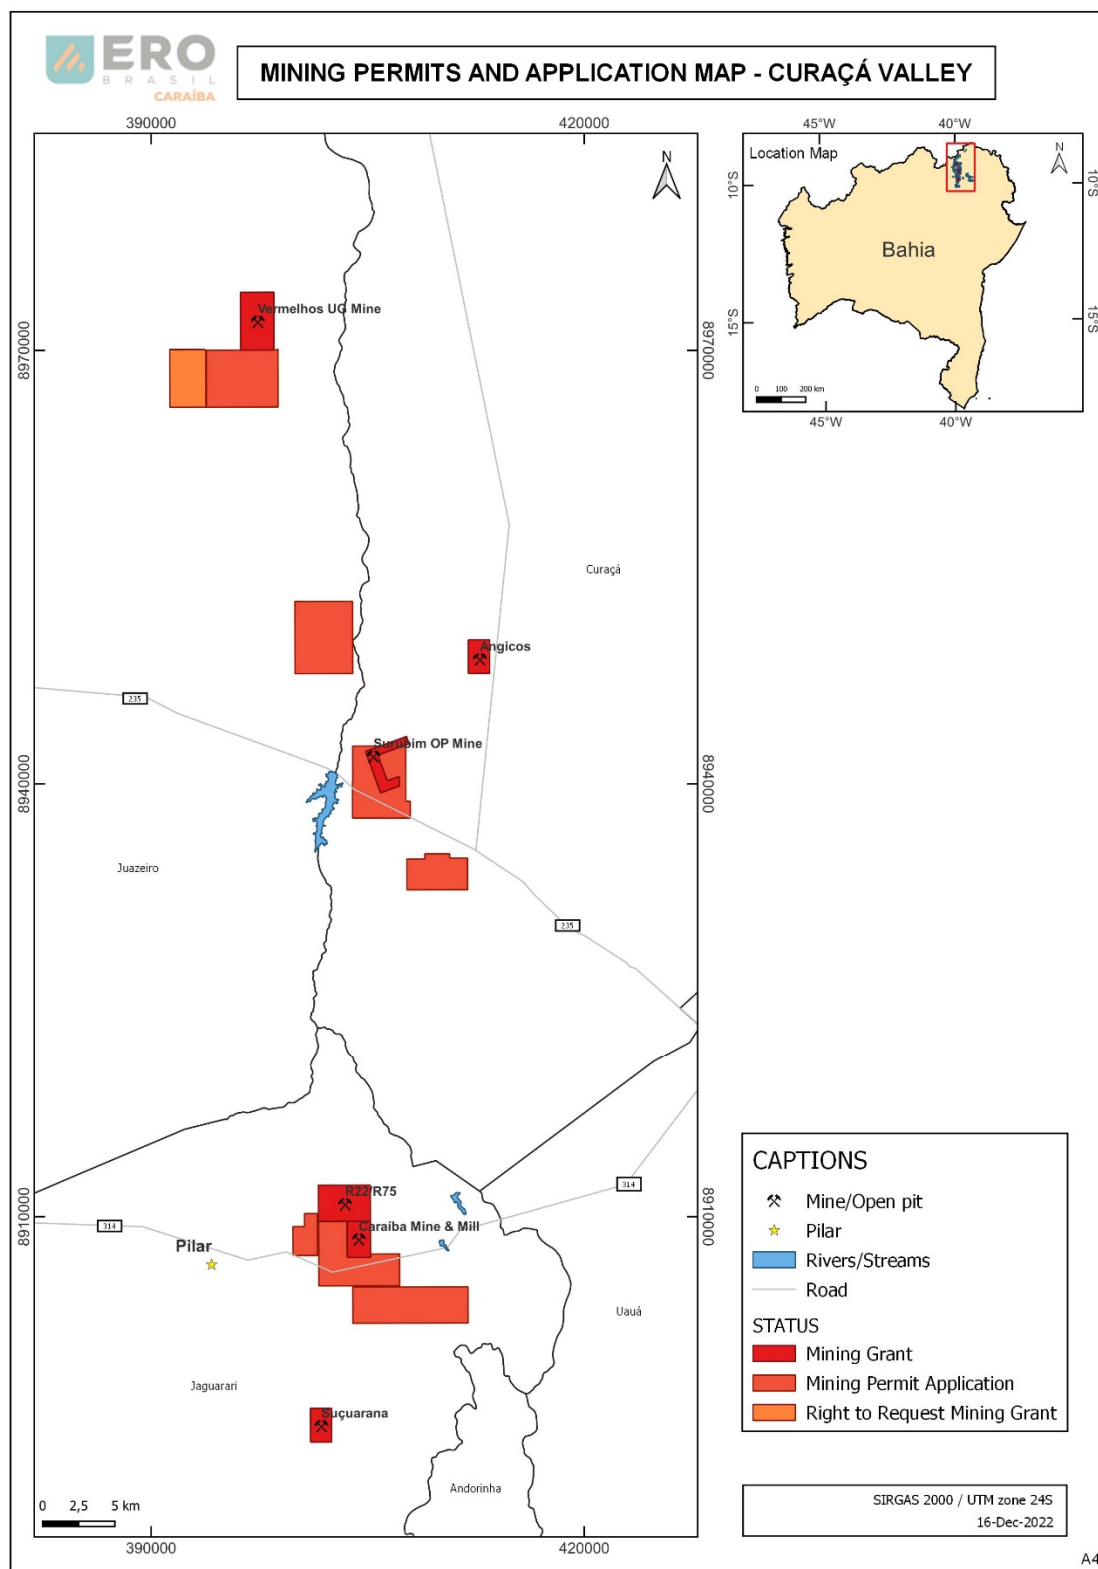 ERO
BRASIL
CARAÍBA
MINING PERMITS AND APPLICATION MAP - CURAÇÁ VALLEY
390000
420000
N
45°W
40°W
Location Map
N
10°S
10°S
Bahia
15°S
15°S
0 100 200 km
45°W
40°W
Vermelhos UG Mine
8970000
8970000
Curaçá
Angicos
235
Surubim OP Mine
8940000
8940000
Juazeiro
235
R22/R75
314
8910000
8910000
314
Caraiba Mine & Mill
Pilar
Uauá
Jaguarari
Suçuarana
Andorinha
0 2,5 5 km
390000
420000
CAPTIONS
Mine/Open pit
Pilar
Rivers/Streams
Road
STATUS
Mining Grant
Mining Permit Application
Right to Request Mining Grant
SIRGAS 2000 / UTM zone 24S
16-Dec-2022
A4